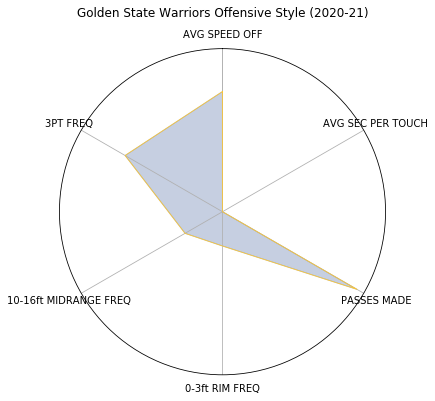 Golden State Warriors Offensive Style (2020-21)
AVG SPEED OFF
3PT FREQ
AVG SEC PER TOUCH
10-16ft MIDRANGE FREQ
PASSES MADE
0-3ft RIM FREQ